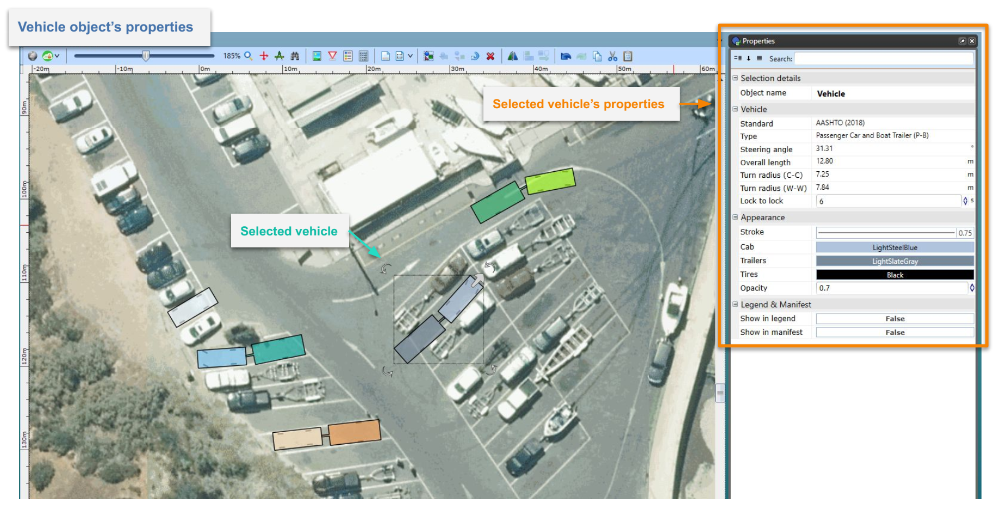 Vehicle object's properties
185%
-20m
-10m
0m
10m
20m
30m
40m
50m
60m
90m
100m
110m
120m
130m
Selected vehicle's properties
Selected vehicle
Properties
Search:
Selection details
Object name Vehicle
Vehicle
Standard AASHTO (2018)
Type Passenger Car and Boat Trailer (P-B)
Steering angle 31.31 °
Overall length 12.80 m
Turn radius (C-C) 7.25 m
Turn radius (W-W) 7.84 m
Lock to lock 6 s
Appearance
Stroke 0.75
Cab LightSteelBlue
Trailers LightSlateGray
Tires Black
Opacity 0.7
Legend & Manifest
Show in legend False
Show in manifest False